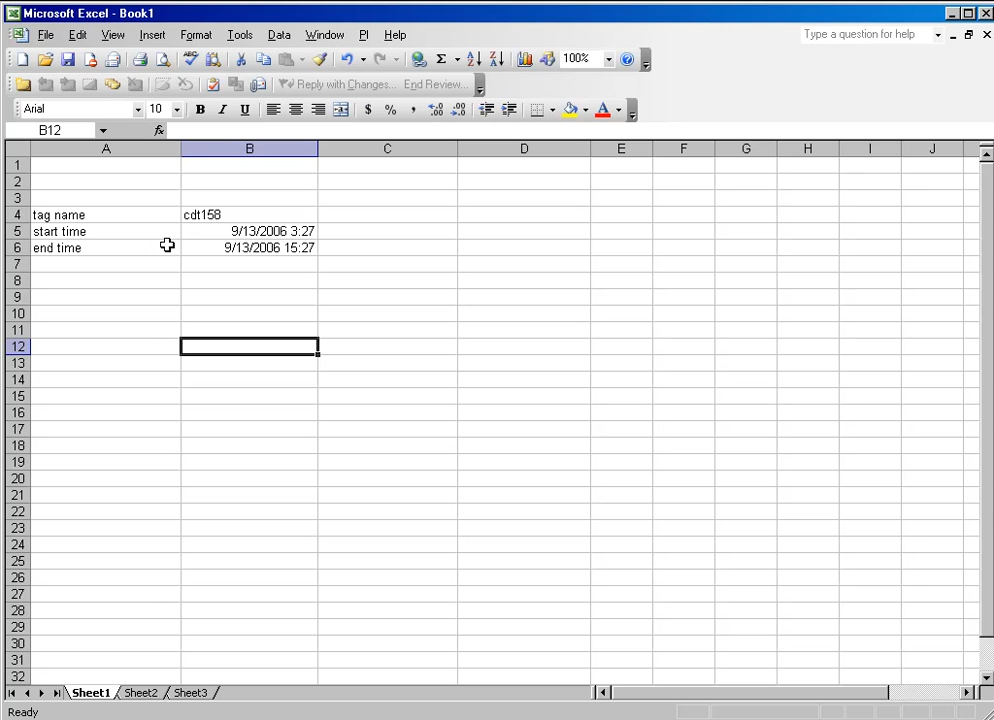 Microsoft Excel - Book1
File Edit View Insert Format Tools Data Window PI Help Type a question for help
Σ 100% ?
Reply with Changes... End Review...
Arial 10 B I U $ % , A
B12 fx
A B C D E F G H I J
1
2
3
4 tag name cdt158
5 start time 9/13/2006 3:27
6 end time 9/13/2006 15:27
7
8
9
10
11
12
13
14
15
16
17
18
19
20
21
22
23
24
25
26
27
28
29
30
31
32
Sheet1 Sheet2 Sheet3
Ready